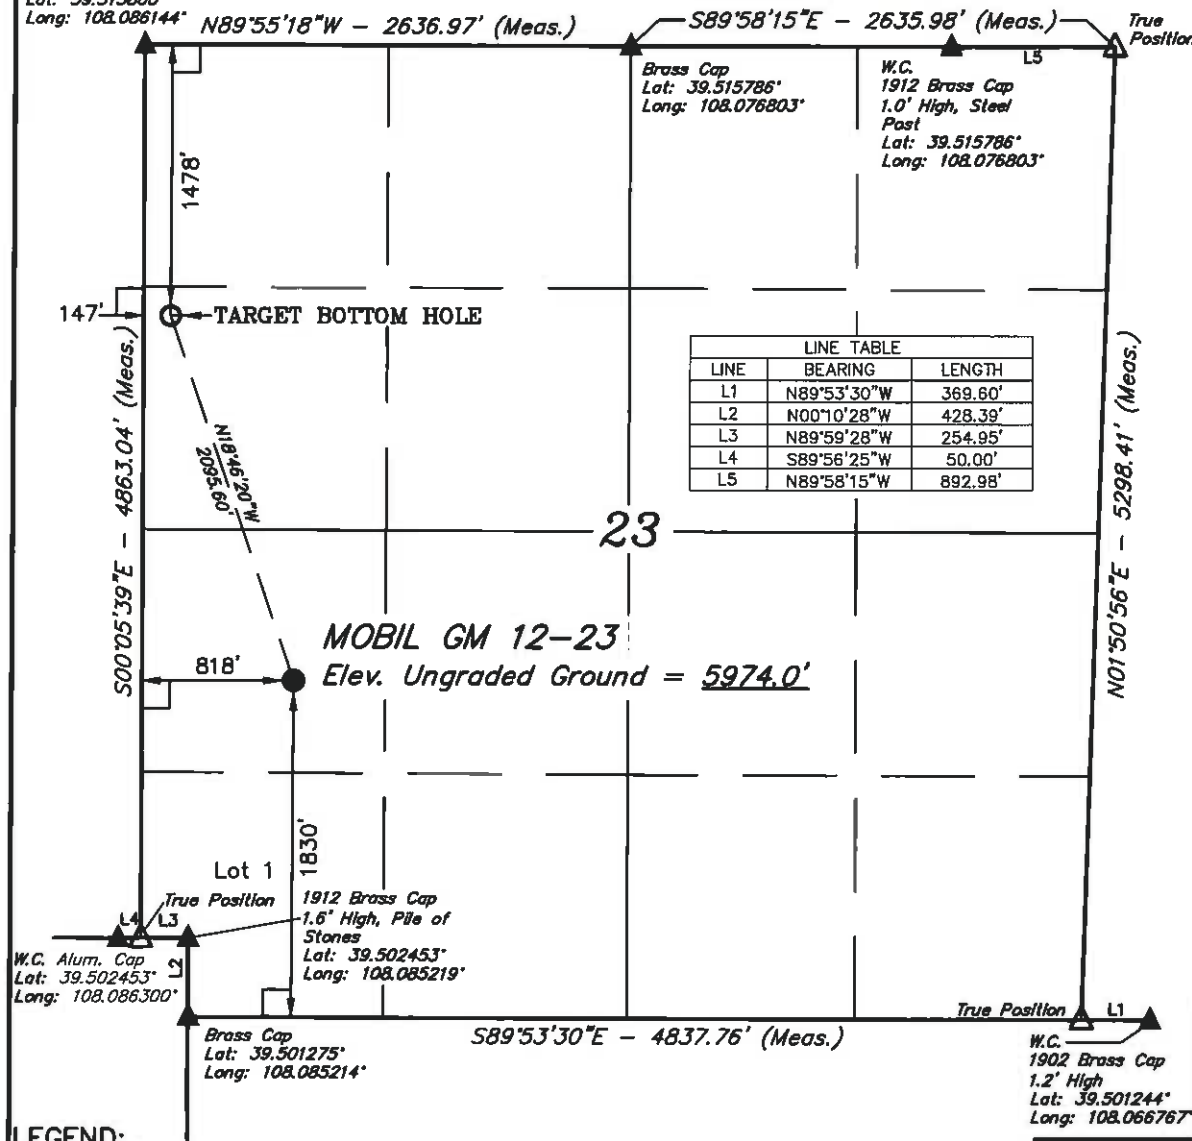 Long: 108.086144°
N89°55'18"W - 2636.97' (Meas.)
S89°58'15"E - 2635.98' (Meas.)
True
Position
L5
Brass Cap
Lat: 39.515786°
Long: 108.076803°
W.C.
1912 Brass Cap
1.0' High, Steel
Post
Lat: 39.515786°
Long: 108.076803°
1478'
147'
TARGET BOTTOM HOLE
S00°05'39"E - 4863.04' (Meas.)
N18°46'20"W
2095.60'
LINE TABLE
LINE BEARING LENGTH
L1 N89°53'30"W 369.60'
L2 N00°10'28"W 428.39'
L3 N89°59'28"W 254.95'
L4 S89°56'25"W 50.00'
L5 N89°58'15"W 892.98'
N01°50'56"E - 5298.41' (Meas.)
23
MOBIL GM 12-23
Elev. Ungraded Ground = 5974.0'
818'
1830'
Lot 1
True Position
L4 L3
1912 Brass Cap
1.6' High, Pile of
Stones
Lat: 39.502453°
Long: 108.085219°
W.C. Alum. Cap
Lat: 39.502453°
Long: 108.086300°
L2
Brass Cap
Lat: 39.501275°
Long: 108.085214°
S89°53'30"E - 4837.76' (Meas.)
True Position
L1
W.C.
1902 Brass Cap
1.2' High
Lat: 39.501244°
Long: 108.066767°
LEGEND: